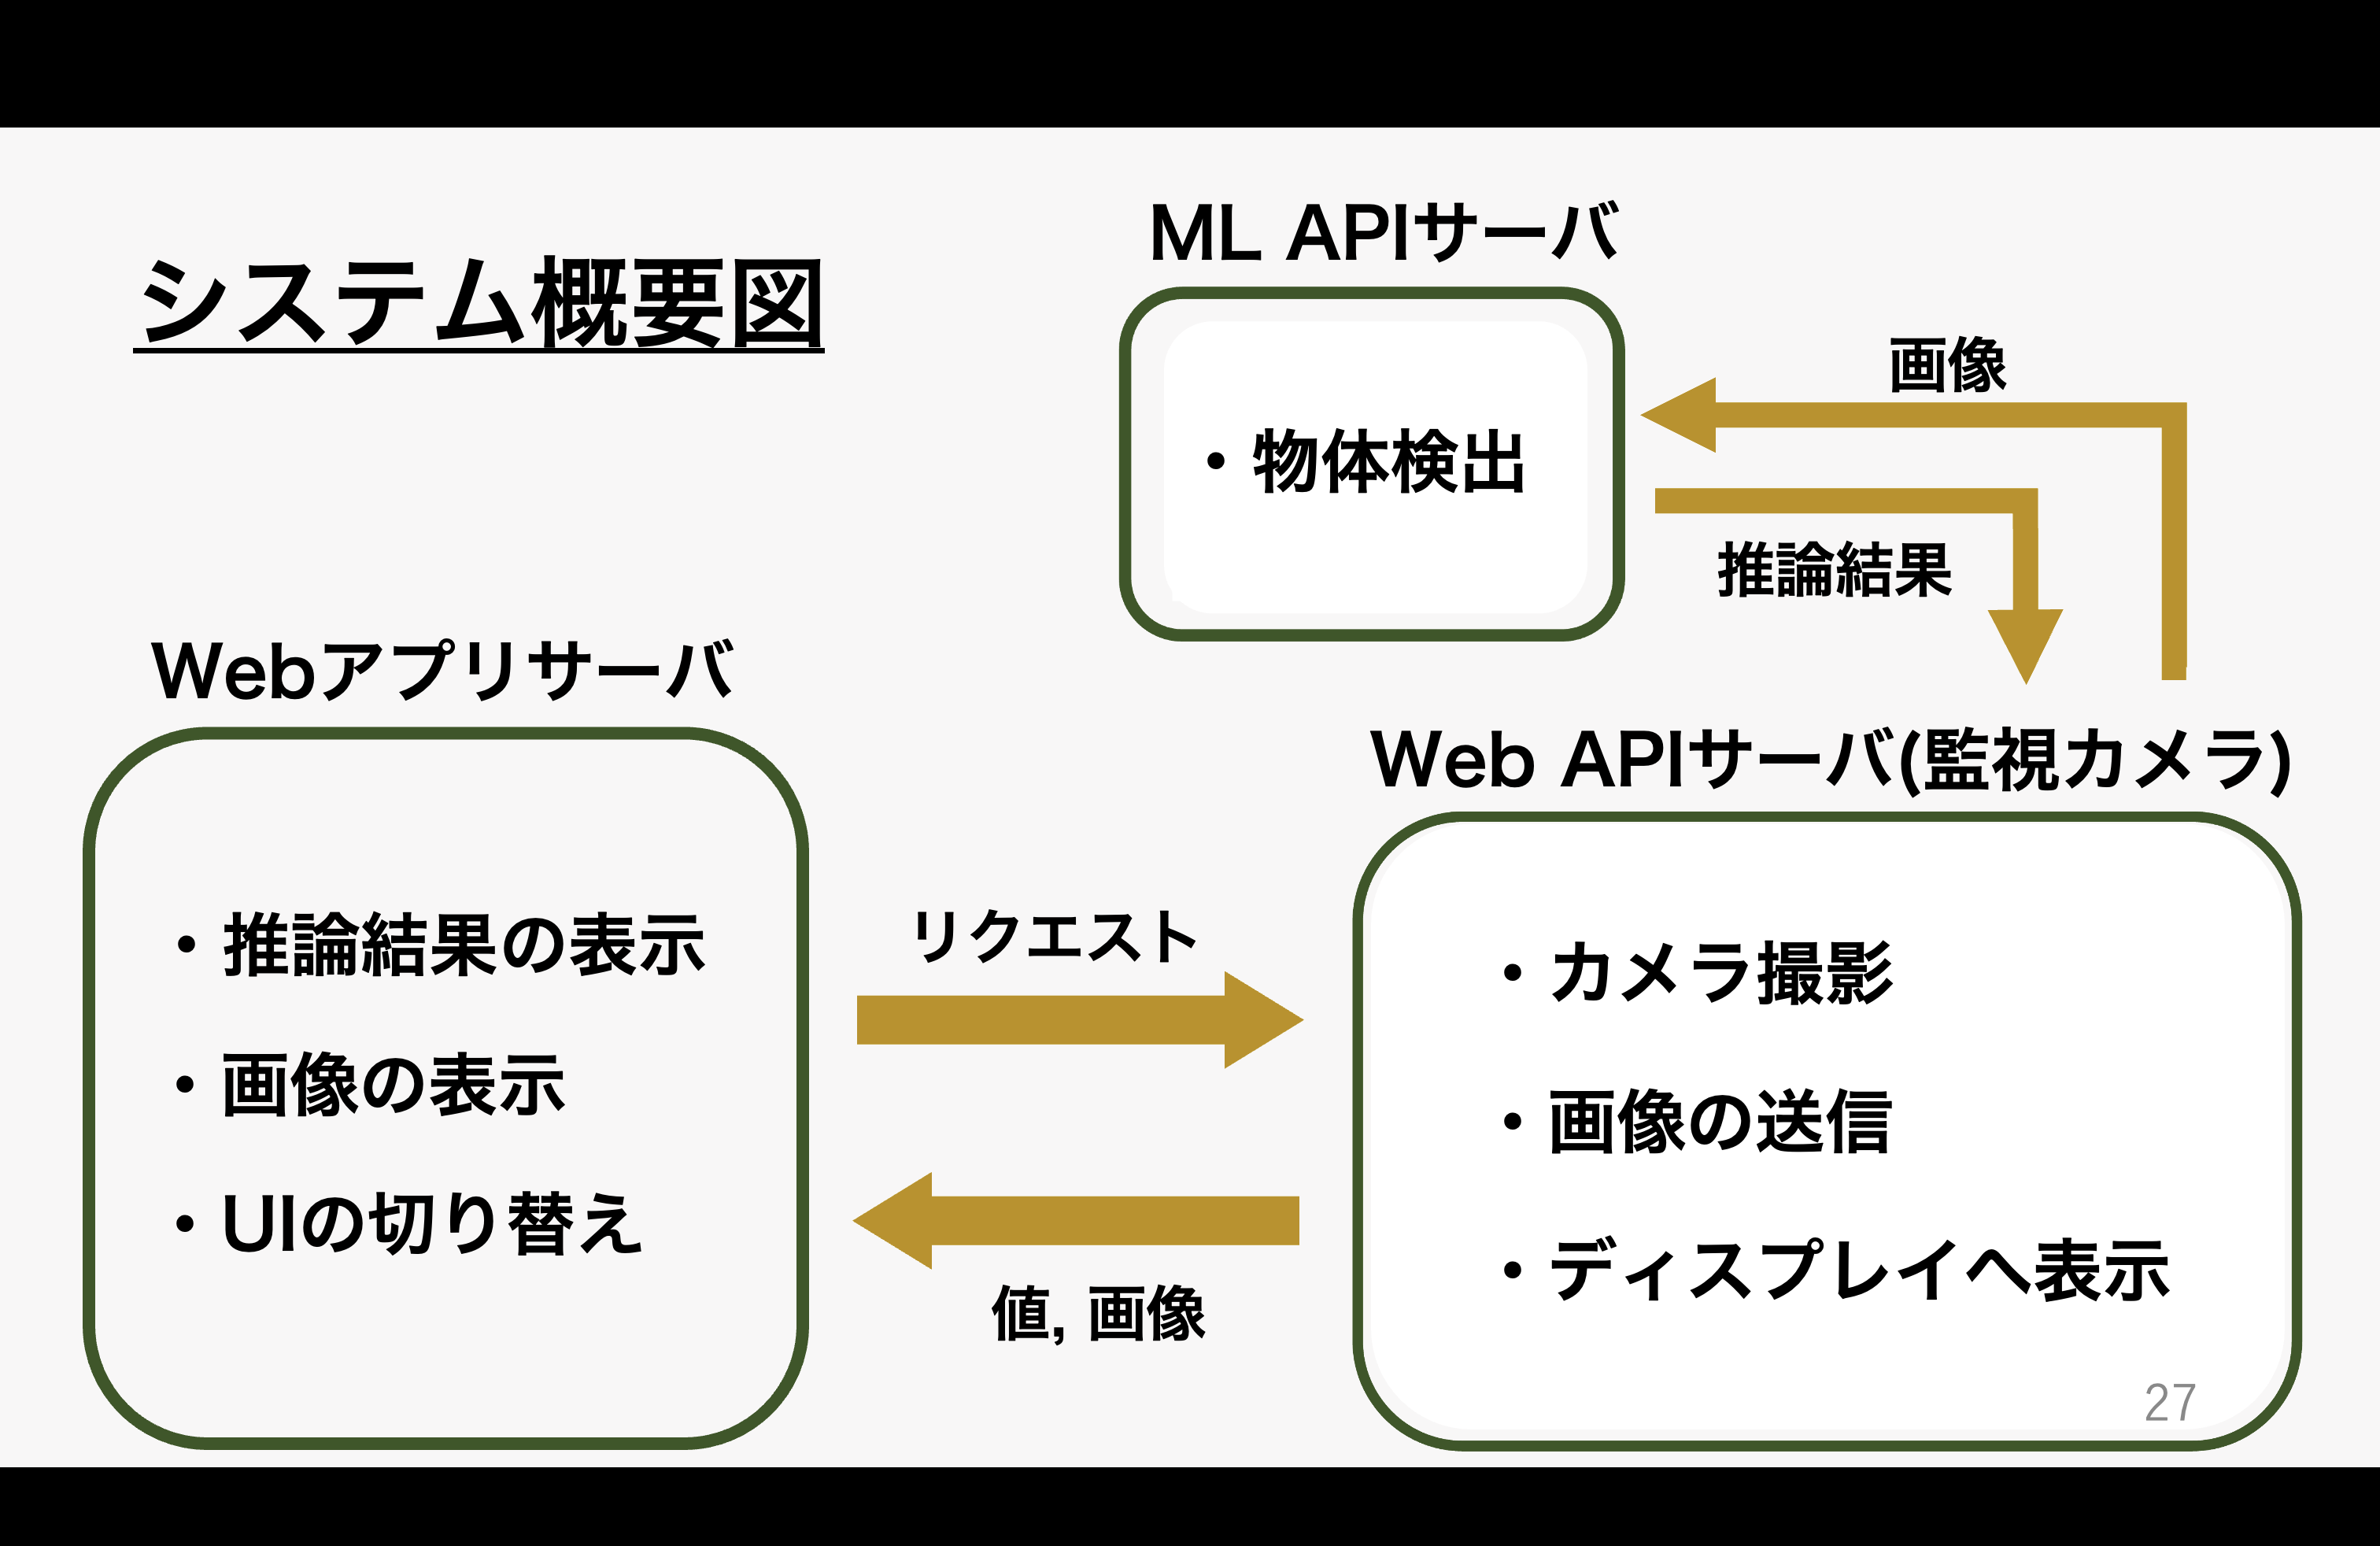 システム概要図
ML APIサーバ
・物体検出
画像
推論結果
Webアプリサーバ
・推論結果の表示
・画像の表示
・UIの切り替え
リクエスト
値, 画像
Web APIサーバ(監視カメラ)
・カメラ撮影
・画像の送信
・ディスプレイへ表示
27